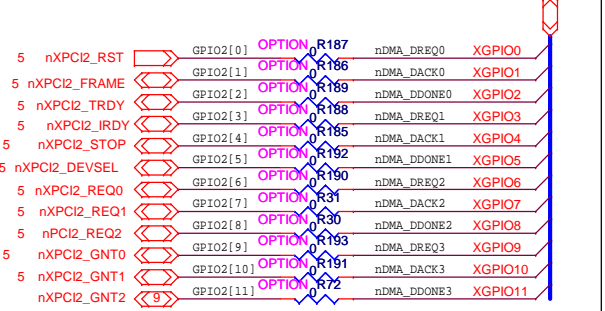 5 nXPCI2_RST GPIO2[0] OPTION 0 R187 nDMA_DREQ0 XGPIO0
5 nXPCI2_FRAME GPIO2[1] OPTION 0 R186 nDMA_DACK0 XGPIO1
5 nXPCI2_TRDY GPIO2[2] OPTION 0 R189 nDMA_DDONE0 XGPIO2
5 nXPCI2_IRDY GPIO2[3] OPTION 0 R188 nDMA_DREQ1 XGPIO3
5 nXPCI2_STOP GPIO2[4] OPTION 0 R185 nDMA_DACK1 XGPIO4
5 nXPCI2_DEVSEL GPIO2[5] OPTION 0 R192 nDMA_DDONE1 XGPIO5
5 nXPCI2_REQ0 GPIO2[6] OPTION 0 R190 nDMA_DREQ2 XGPIO6
5 nXPCI2_REQ1 GPIO2[7] OPTION 0 R31 nDMA_DACK2 XGPIO7
5 nPCI2_REQ2 GPIO2[8] OPTION 0 R30 nDMA_DDONE2 XGPIO8
5 nXPCI2_GNT0 GPIO2[9] OPTION 0 R193 nDMA_DREQ3 XGPIO9
5 nXPCI2_GNT1 GPIO2[10] OPTION 0 R191 nDMA_DACK3 XGPIO10
nXPCI2_GNT2 9 GPIO2[11] OPTION 0 R72 nDMA_DDONE3 XGPIO11